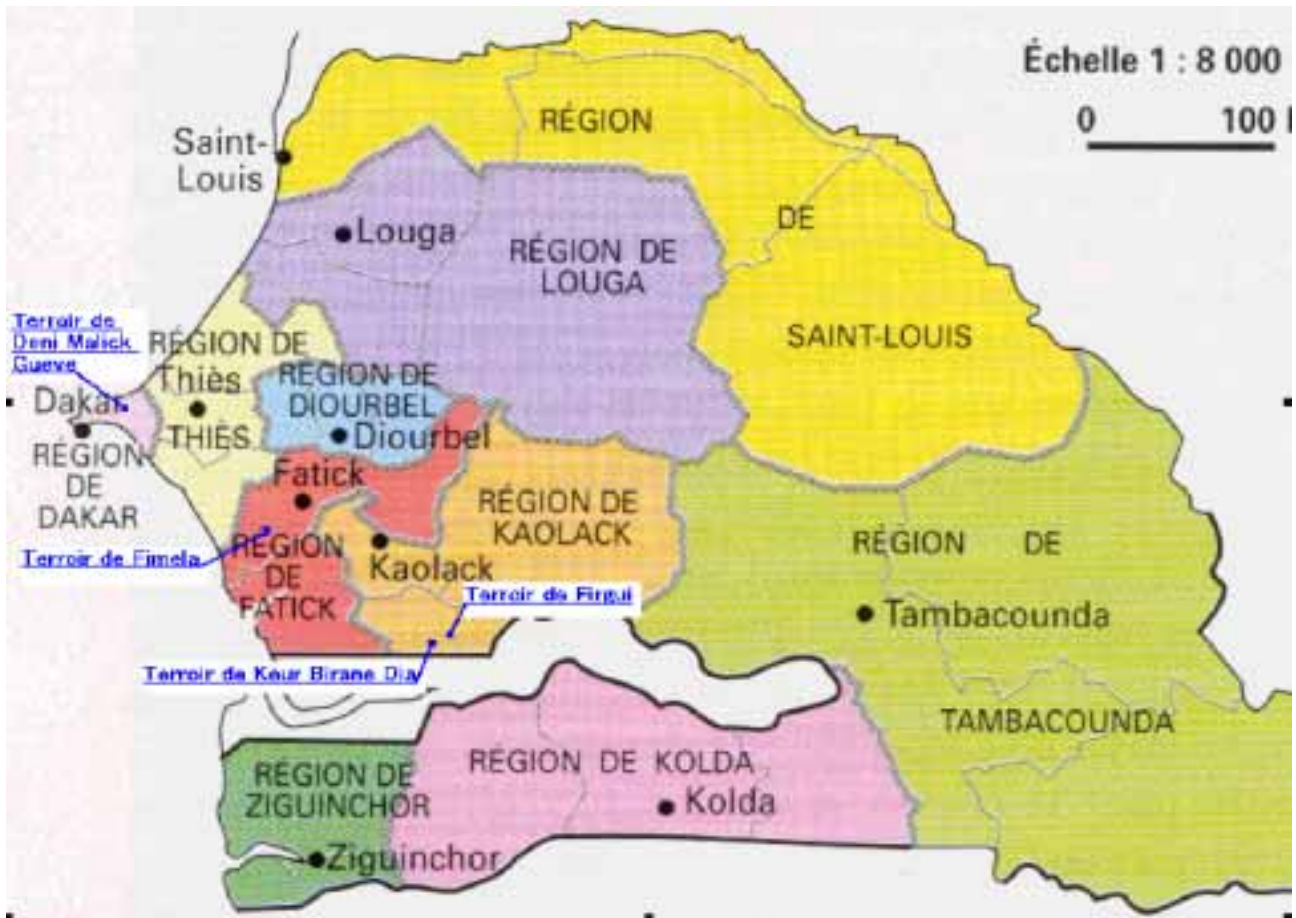 Échelle 1 : 8 000
0 100
Saint-
Louis
RÉGION
DE
SAINT-LOUIS
Louga
RÉGION DE
LOUGA
Terroir de
Deni Malick
Gueve
RÉGION DE
Thiès
THIÈS
RÉGION DE
DIOURBEL
Diourbel
Dakar
RÉGION
DE
DAKAR
Fatick
RÉGION
DE
FATICK
Terroir de Fimela
RÉGION DE
KAOLACK
Kaolack
Terroir de Firgui
Terroir de Keur Birane Dia
RÉGION DE
Tambacounda
TAMBACOUNDA
RÉGION DE
ZIGUINCHOR
Ziguinchor
RÉGION DE KOLDA
Kolda